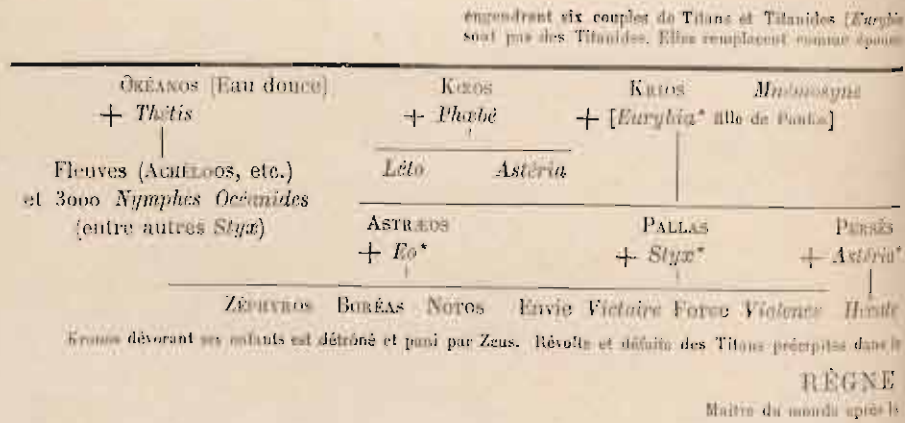 engendrent six couples de Titans et Titanides [Eurybie
sont pas des Titanides. Elles remplacent comme épouse
OKÉANOS [Eau douce] KŒOS KRIOS Mnémosyne
+ Thétis + Phœbé + [Eurybia* fille de Pontos]
Fleuves (ACHÉLOOS, etc.) Léto Astéria
et 3000 Nymphes Océanides
(entre autres Styx) ASTRÆOS PALLAS PERSÈS
+ Eo* + Styx* + Astéria*
ZÉPHYROS BORÉAS NOTOS Envie Victoire Force Violence Hécate
Kronos dévorant ses enfants est détrôné et puni par Zeus. Révolte et défaite des Titans précipités dans le
RÈGNE
Maître du monde après la